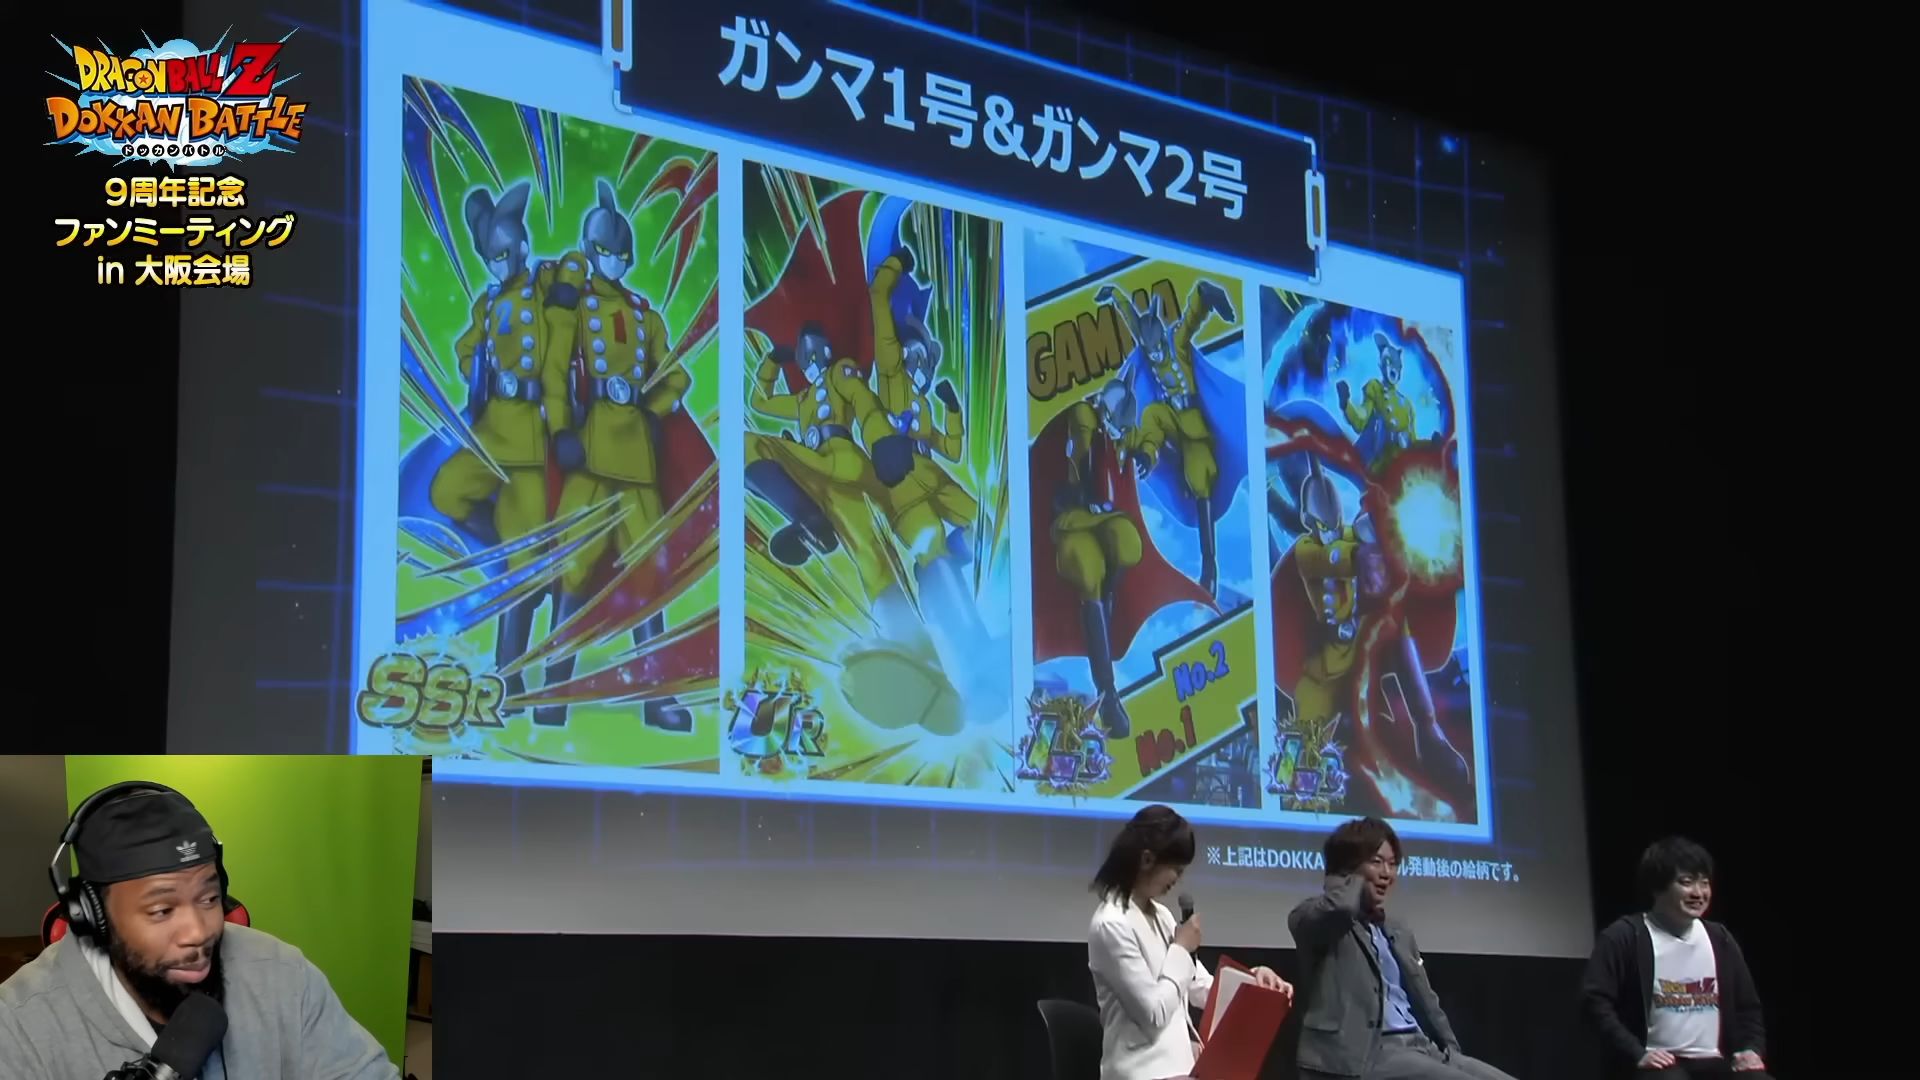 DRAGON BALL Z
DOKKAN BATTLE
ドッカンバトル
9周年記念
ファンミーティング
in 大阪会場
ガンマ1号&ガンマ2号
2
1
GAMMA
No.2
No.1
SSR
UR
LR
LR
※上記はDOKKA
ル発動後の絵柄です。